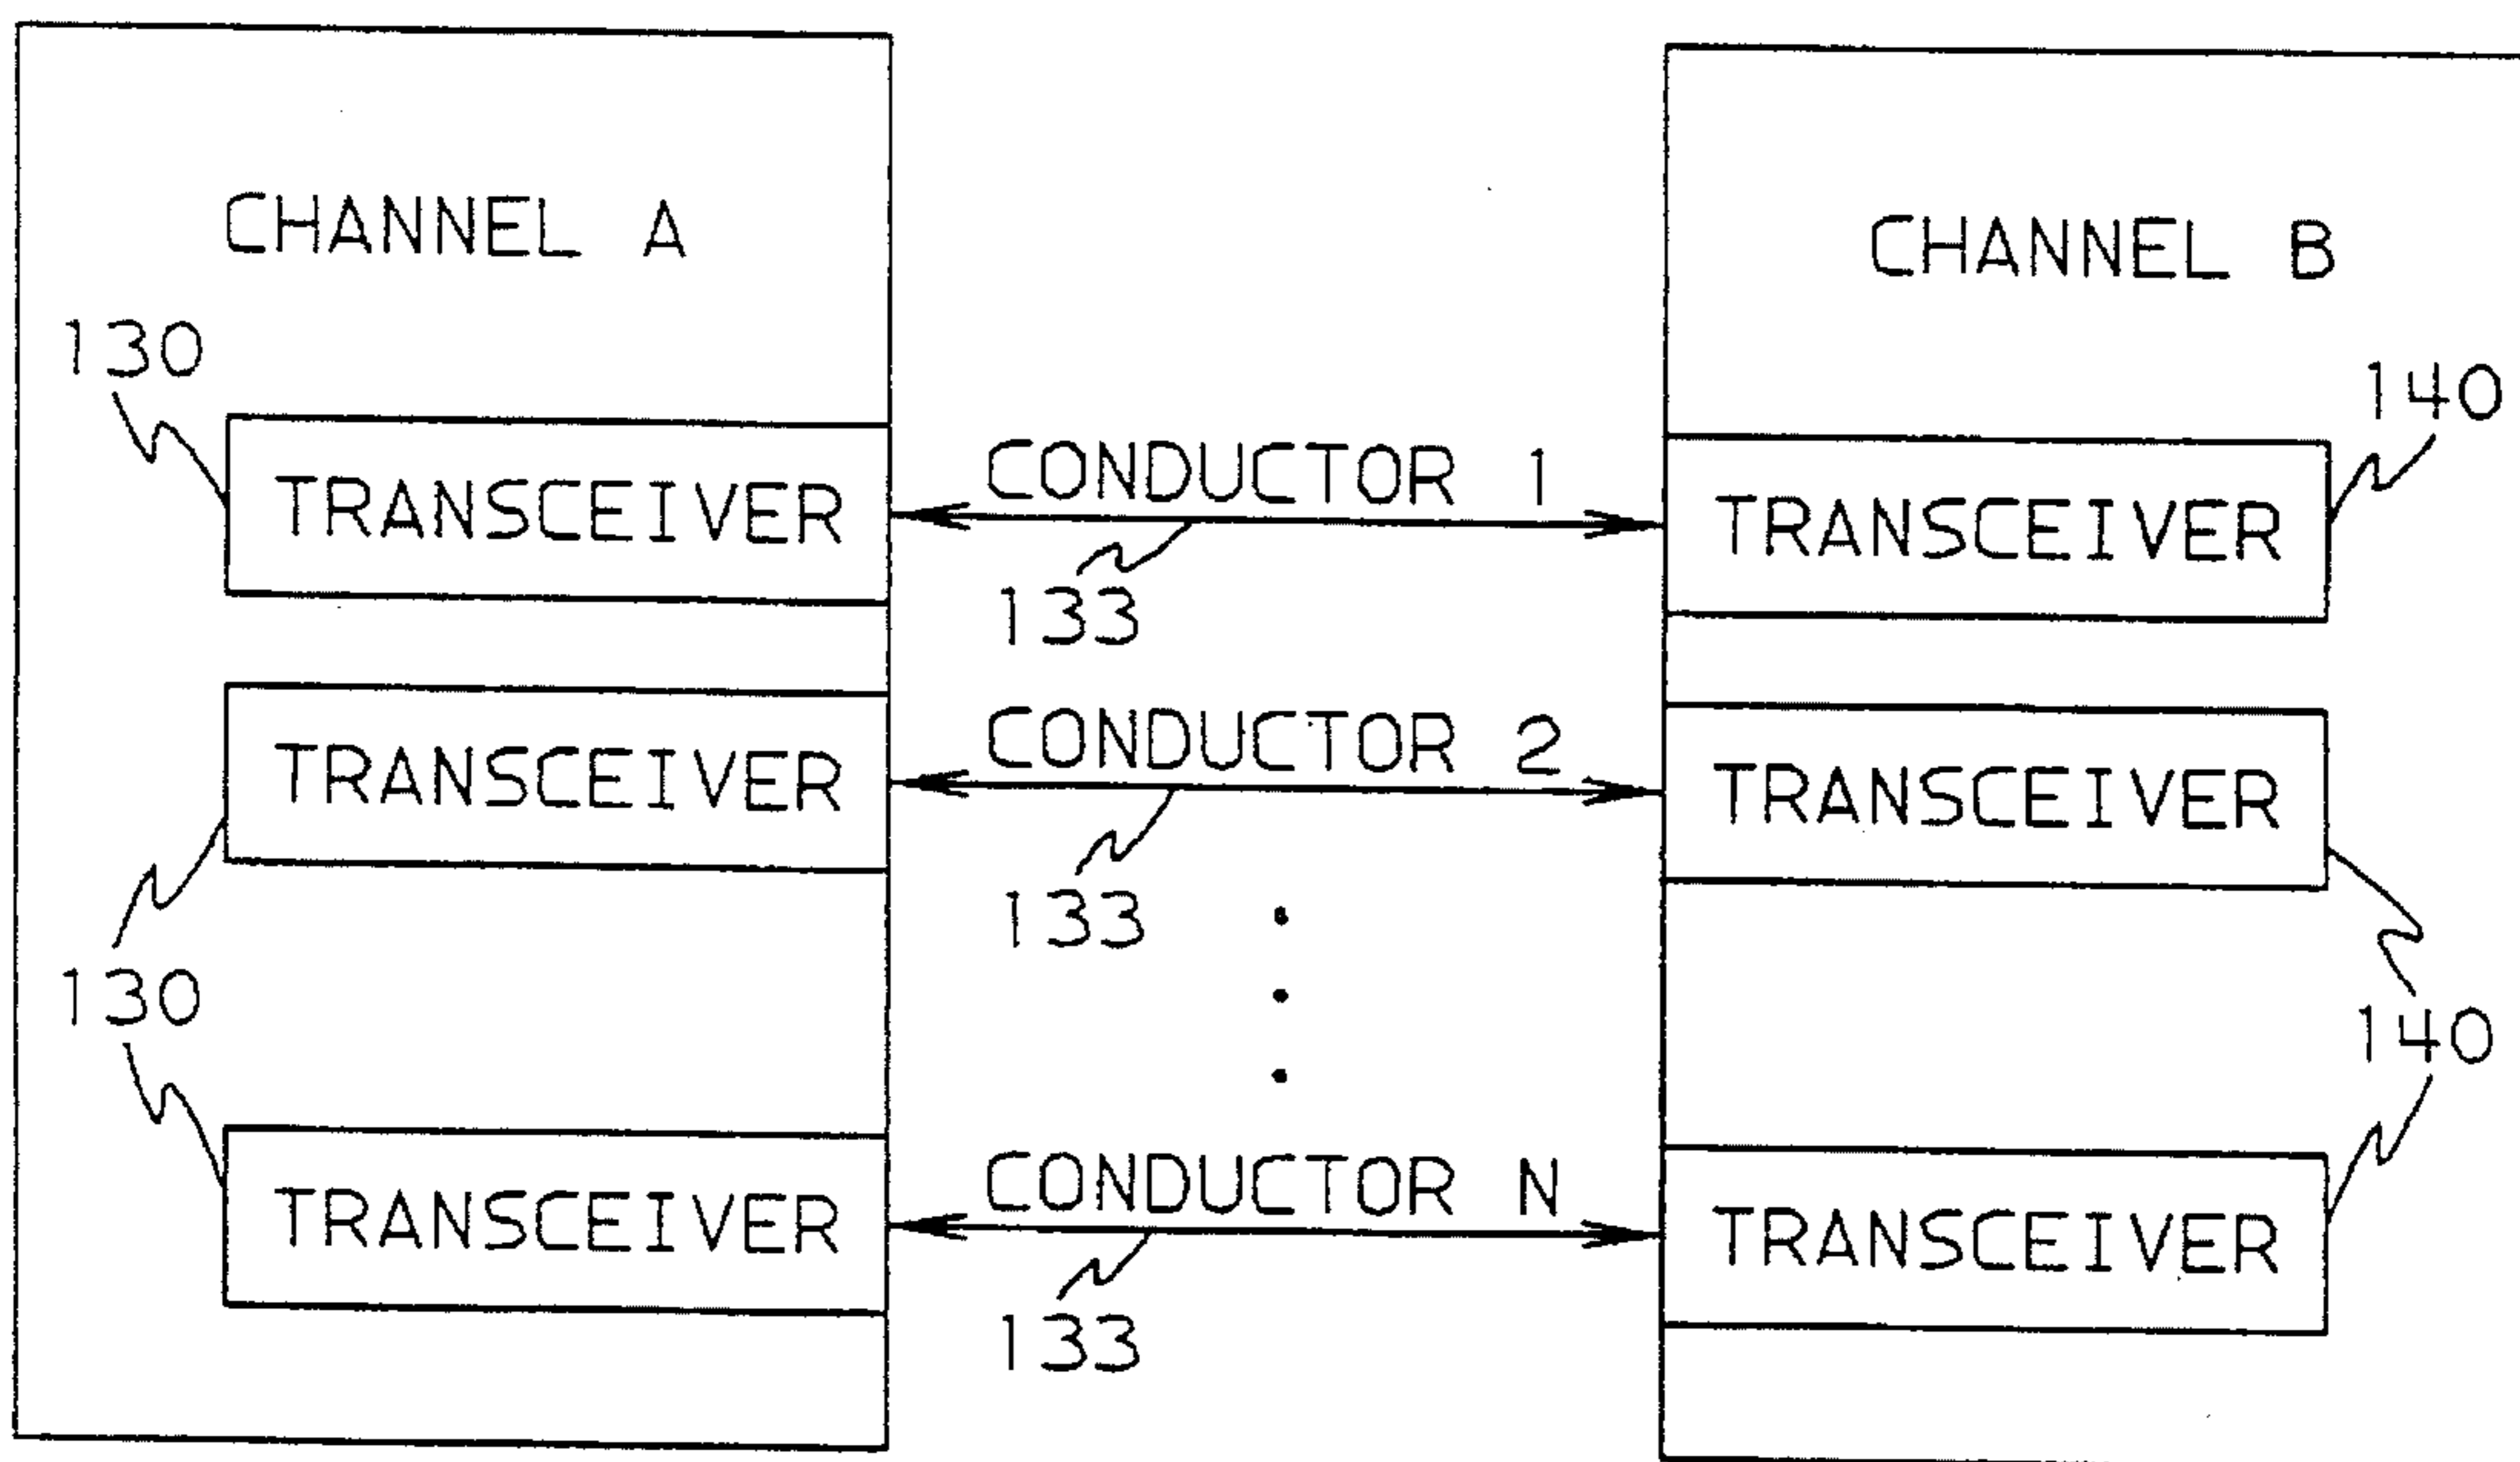 CHANNEL A
CHANNEL B
130
140
TRANSCEIVER
CONDUCTOR 1
TRANSCEIVER
133
TRANSCEIVER
CONDUCTOR 2
TRANSCEIVER
133
130
140
TRANSCEIVER
CONDUCTOR N
TRANSCEIVER
133